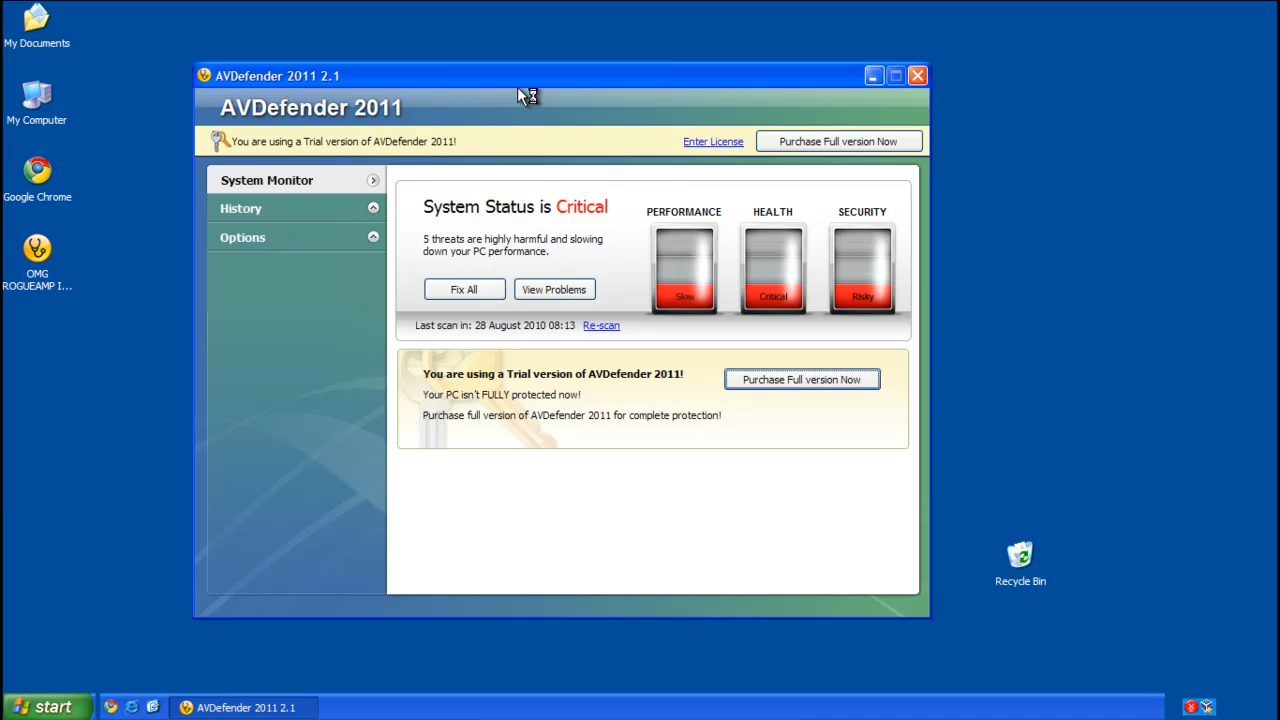 My Documents
My Computer
Google Chrome
OMG
ROGUEAMP I...
AVDefender 2011 2.1
AVDefender 2011
You are using a Trial version of AVDefender 2011!
Enter License
Purchase Full version Now
System Monitor
History
Options
System Status is Critical
5 threats are highly harmful and slowing
down your PC performance.
Fix All
View Problems
PERFORMANCE
HEALTH
SECURITY
Slow
Critical
Risky
Last scan in: 28 August 2010 08:13
Re-scan
You are using a Trial version of AVDefender 2011!
Your PC isn't FULLY protected now!
Purchase full version of AVDefender 2011 for complete protection!
Purchase Full version Now
Recycle Bin
start
AVDefender 2011 2.1